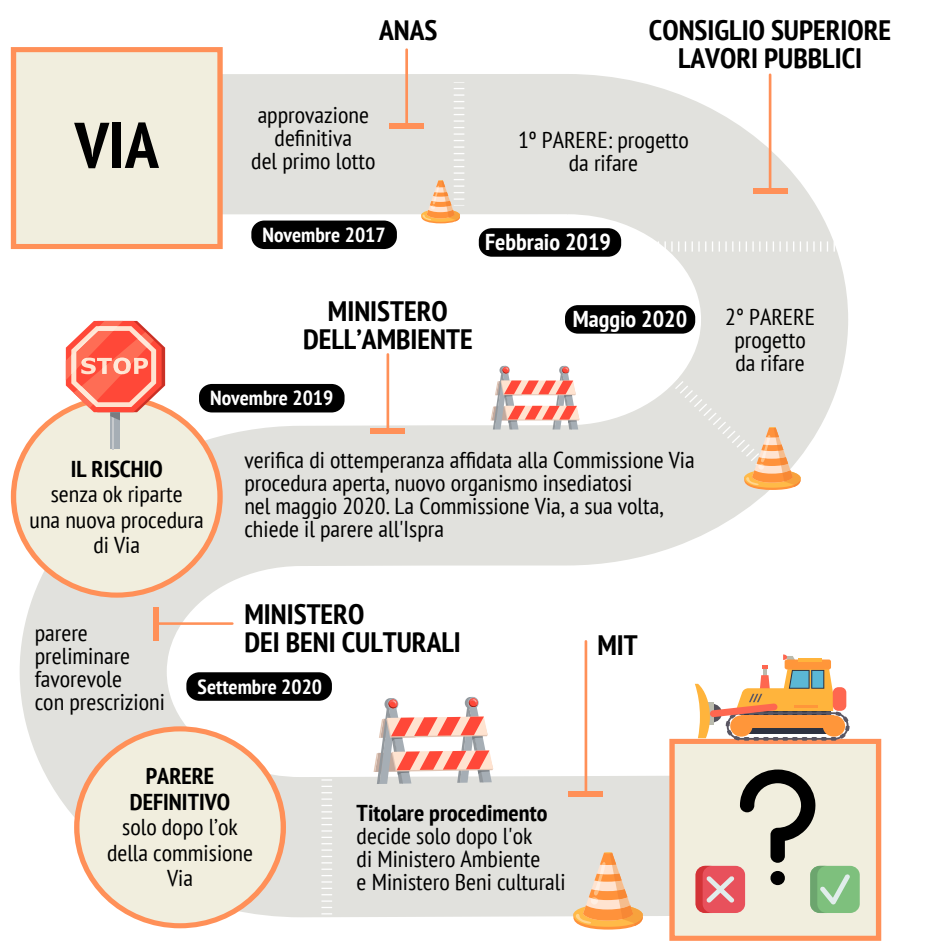 ANAS
CONSIGLIO SUPERIORE
LAVORI PUBBLICI
VIA
approvazione
definitiva
del primo lotto
1º PARERE: progetto
da rifare
Novembre 2017
Febbraio 2019
Maggio 2020
2º PARERE
progetto
da rifare
MINISTERO
DELL'AMBIENTE
STOP
Novembre 2019
IL RISCHIO
senza ok riparte
una nuova procedura
di Via
verifica di ottemperanza affidata alla Commissione Via
procedura aperta, nuovo organismo insediatosi
nel maggio 2020. La Commissione Via, a sua volta,
chiede il parere all'Ispra
parere
preliminare
favorevole
con prescrizioni
MINISTERO
DEI BENI CULTURALI
Settembre 2020
MIT
PARERE
DEFINITIVO
solo dopo l'ok
della commisione
Via
Titolare procedimento
decide solo dopo l'ok
di Ministero Ambiente
e Ministero Beni culturali
?